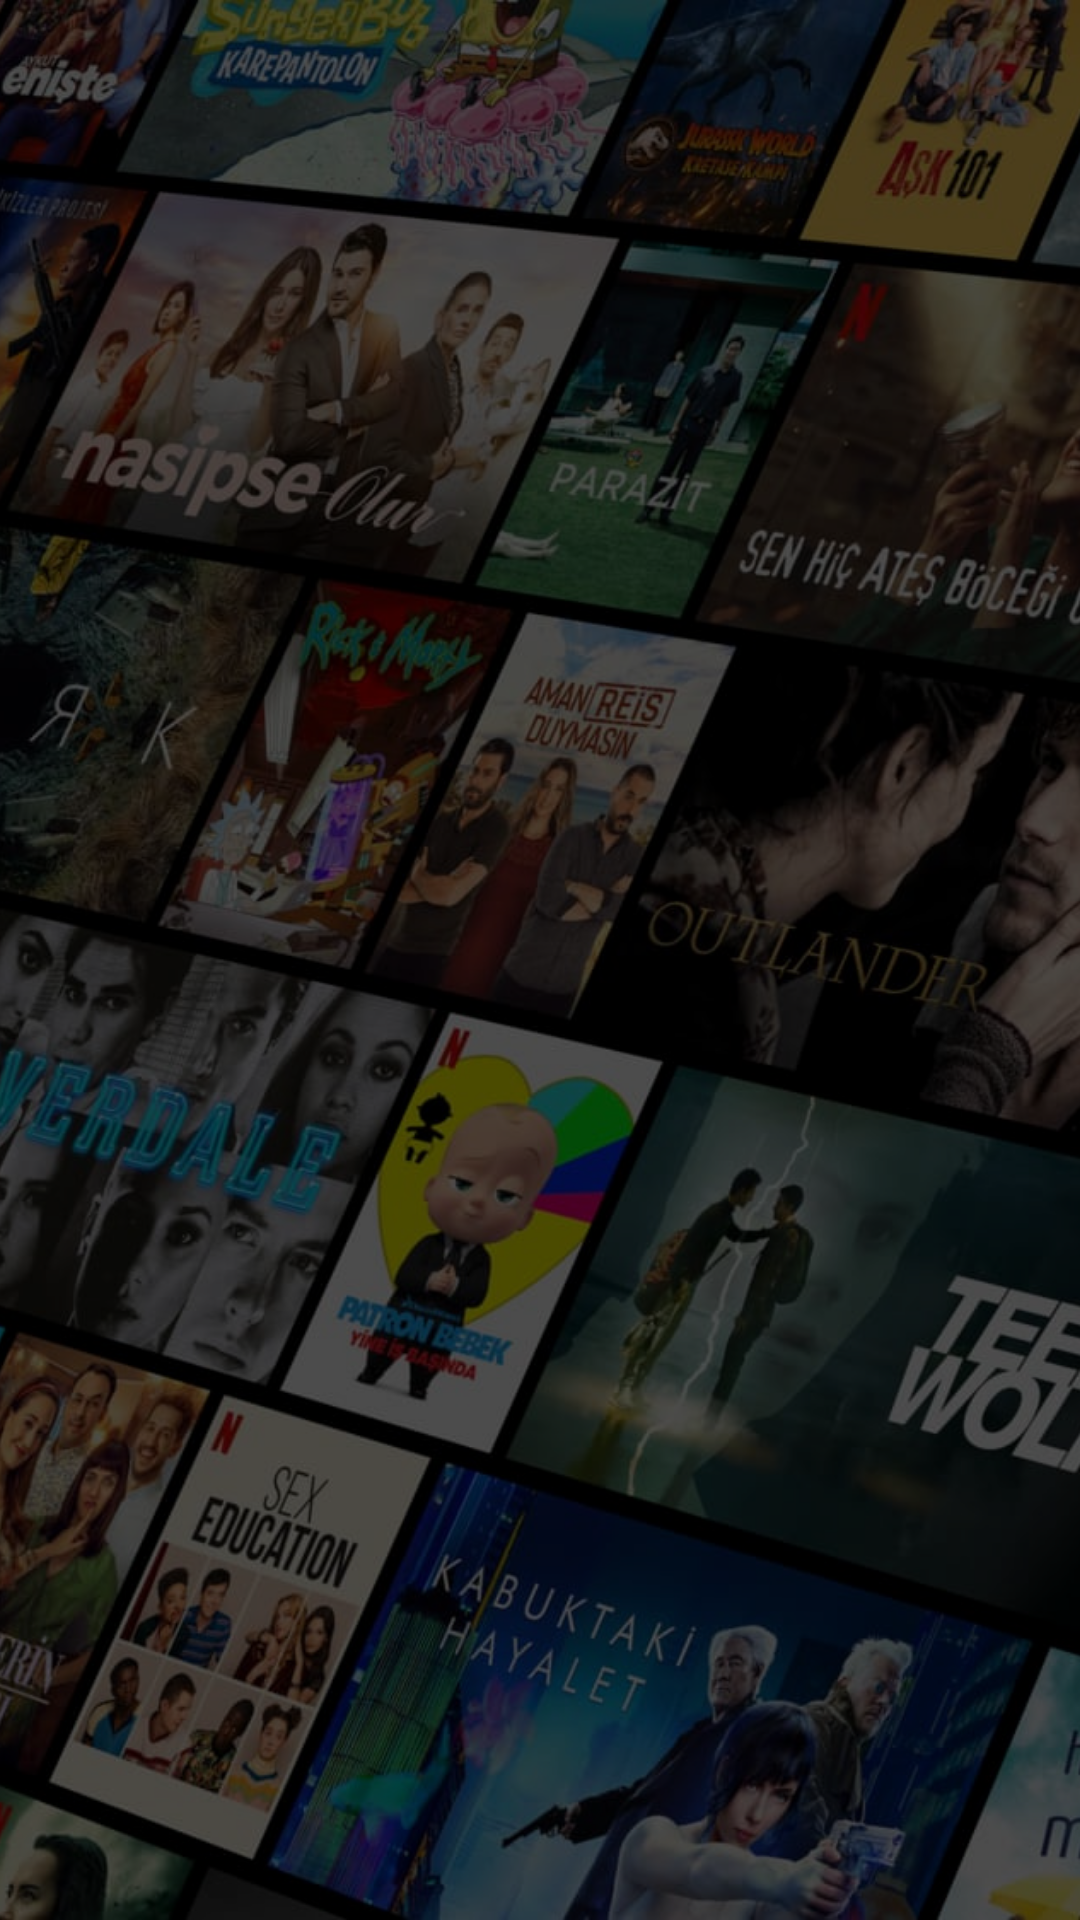 AYKUT
enişte
SÜNGERBOB
KAREPANTOLON
JURASSIC WORLD
KRETASE KAMPI
AŞK 101
İKİZLER PROJESİ
nasipse Olur
PARAZİT
N
SEN HİÇ ATEŞ BÖCEĞİ
Я K
Rick & Morty
AMAN REİS
DUYMASIN
OUTLANDER
VERDALE
N
PATRON BEBEK
YİNE İŞ BAŞINDA
TEE
WOL
N
SEX
EDUCATION
ERİN
KABUKTAKİ
HAYALET